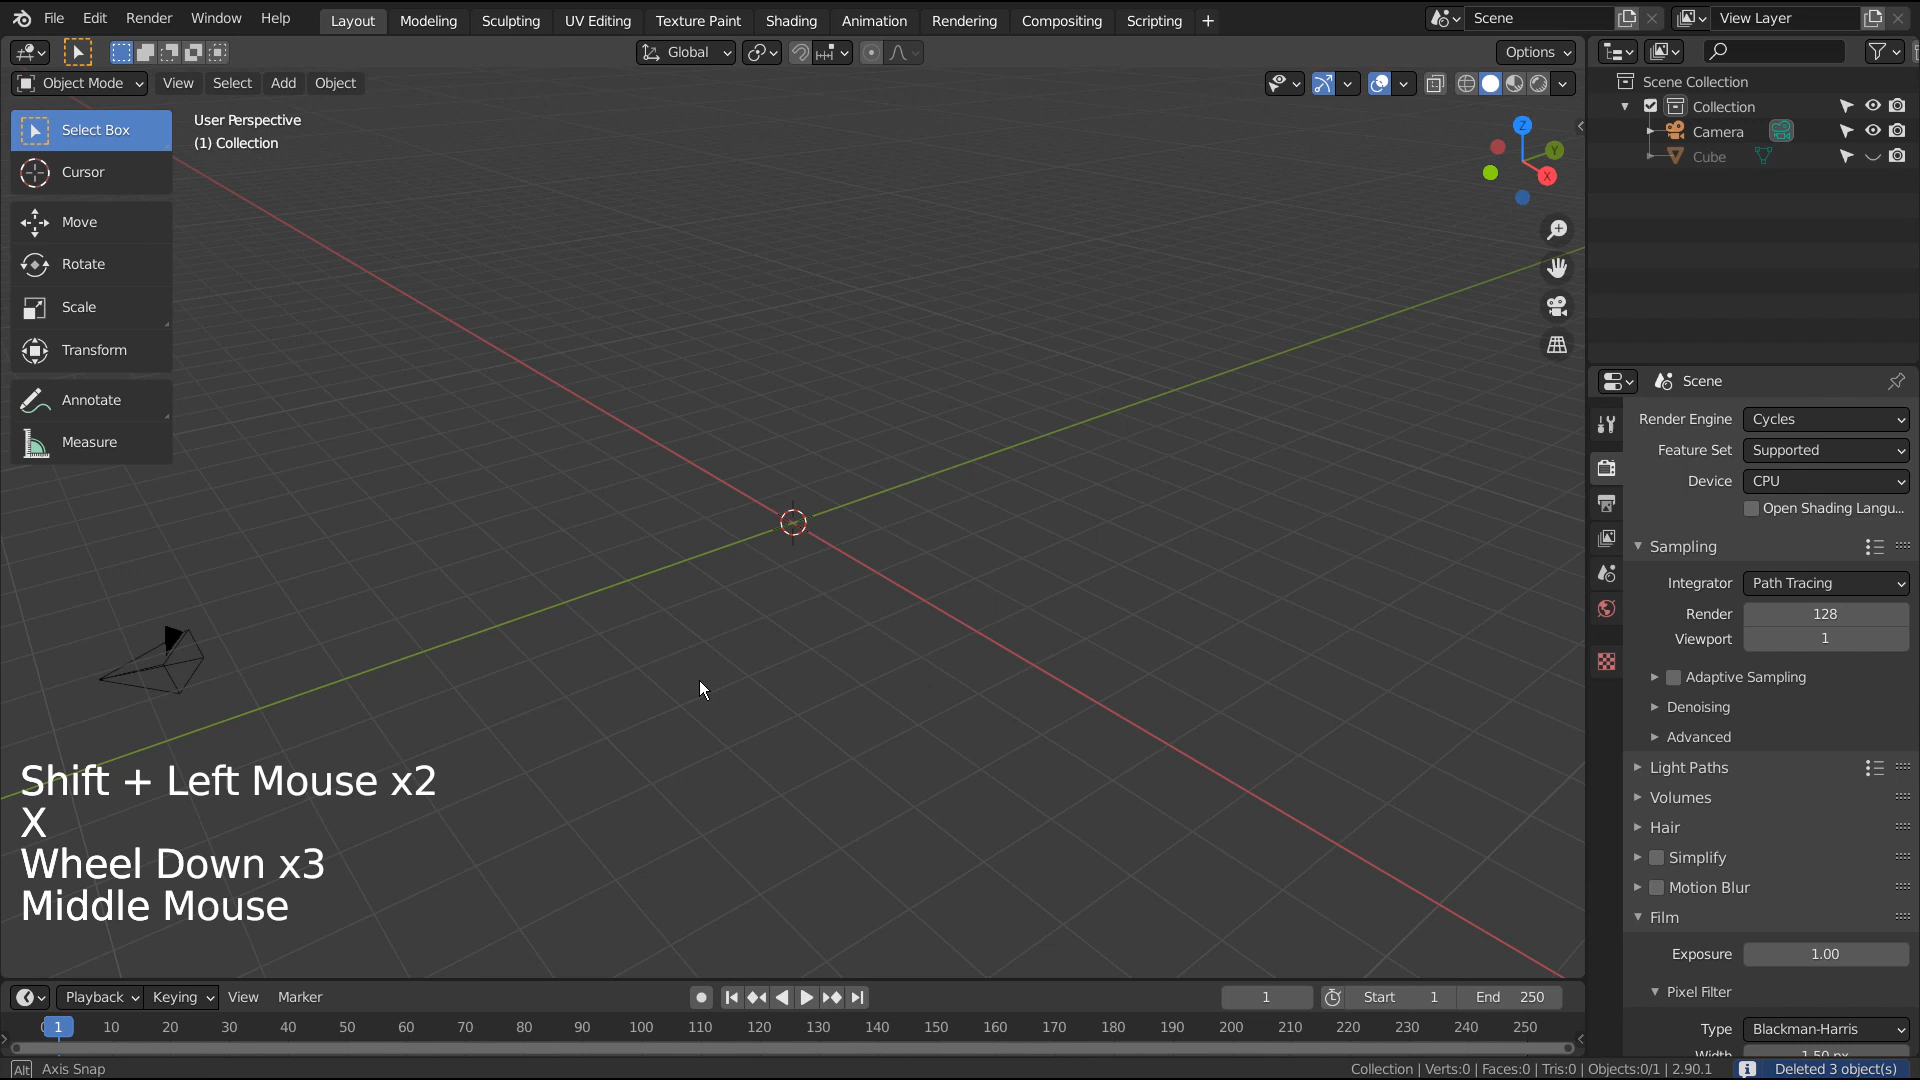 File Edit Render Window Help Layout Modeling Sculpting UV Editing Texture Paint Shading Animation Rendering Compositing Scripting + Scene View Layer
Global Options
Object Mode View Select Add Object
Scene Collection
Collection
Camera
Cube
Select Box
Cursor
Move
Rotate
Scale
Transform
Annotate
Measure
User Perspective
(1) Collection
Z
Y
X
Scene
Render Engine Cycles
Feature Set Supported
Device CPU
Open Shading Langu...
Sampling
Integrator Path Tracing
Render 128
Viewport 1
Adaptive Sampling
Denoising
Advanced
Light Paths
Volumes
Hair
Simplify
Motion Blur
Film
Exposure 1.00
Pixel Filter
Type Blackman-Harris
Width 1.50 px
Shift + Left Mouse x2
X
Wheel Down x3
Middle Mouse
Playback Keying View Marker 1 Start 1 End 250
1 10 20 30 40 50 60 70 80 90 100 110 120 130 140 150 160 170 180 190 200 210 220 230 240 250
Alt Axis Snap Collection | Verts:0 | Faces:0 | Tris:0 | Objects:0/1 | 2.90.1 Deleted 3 object(s)